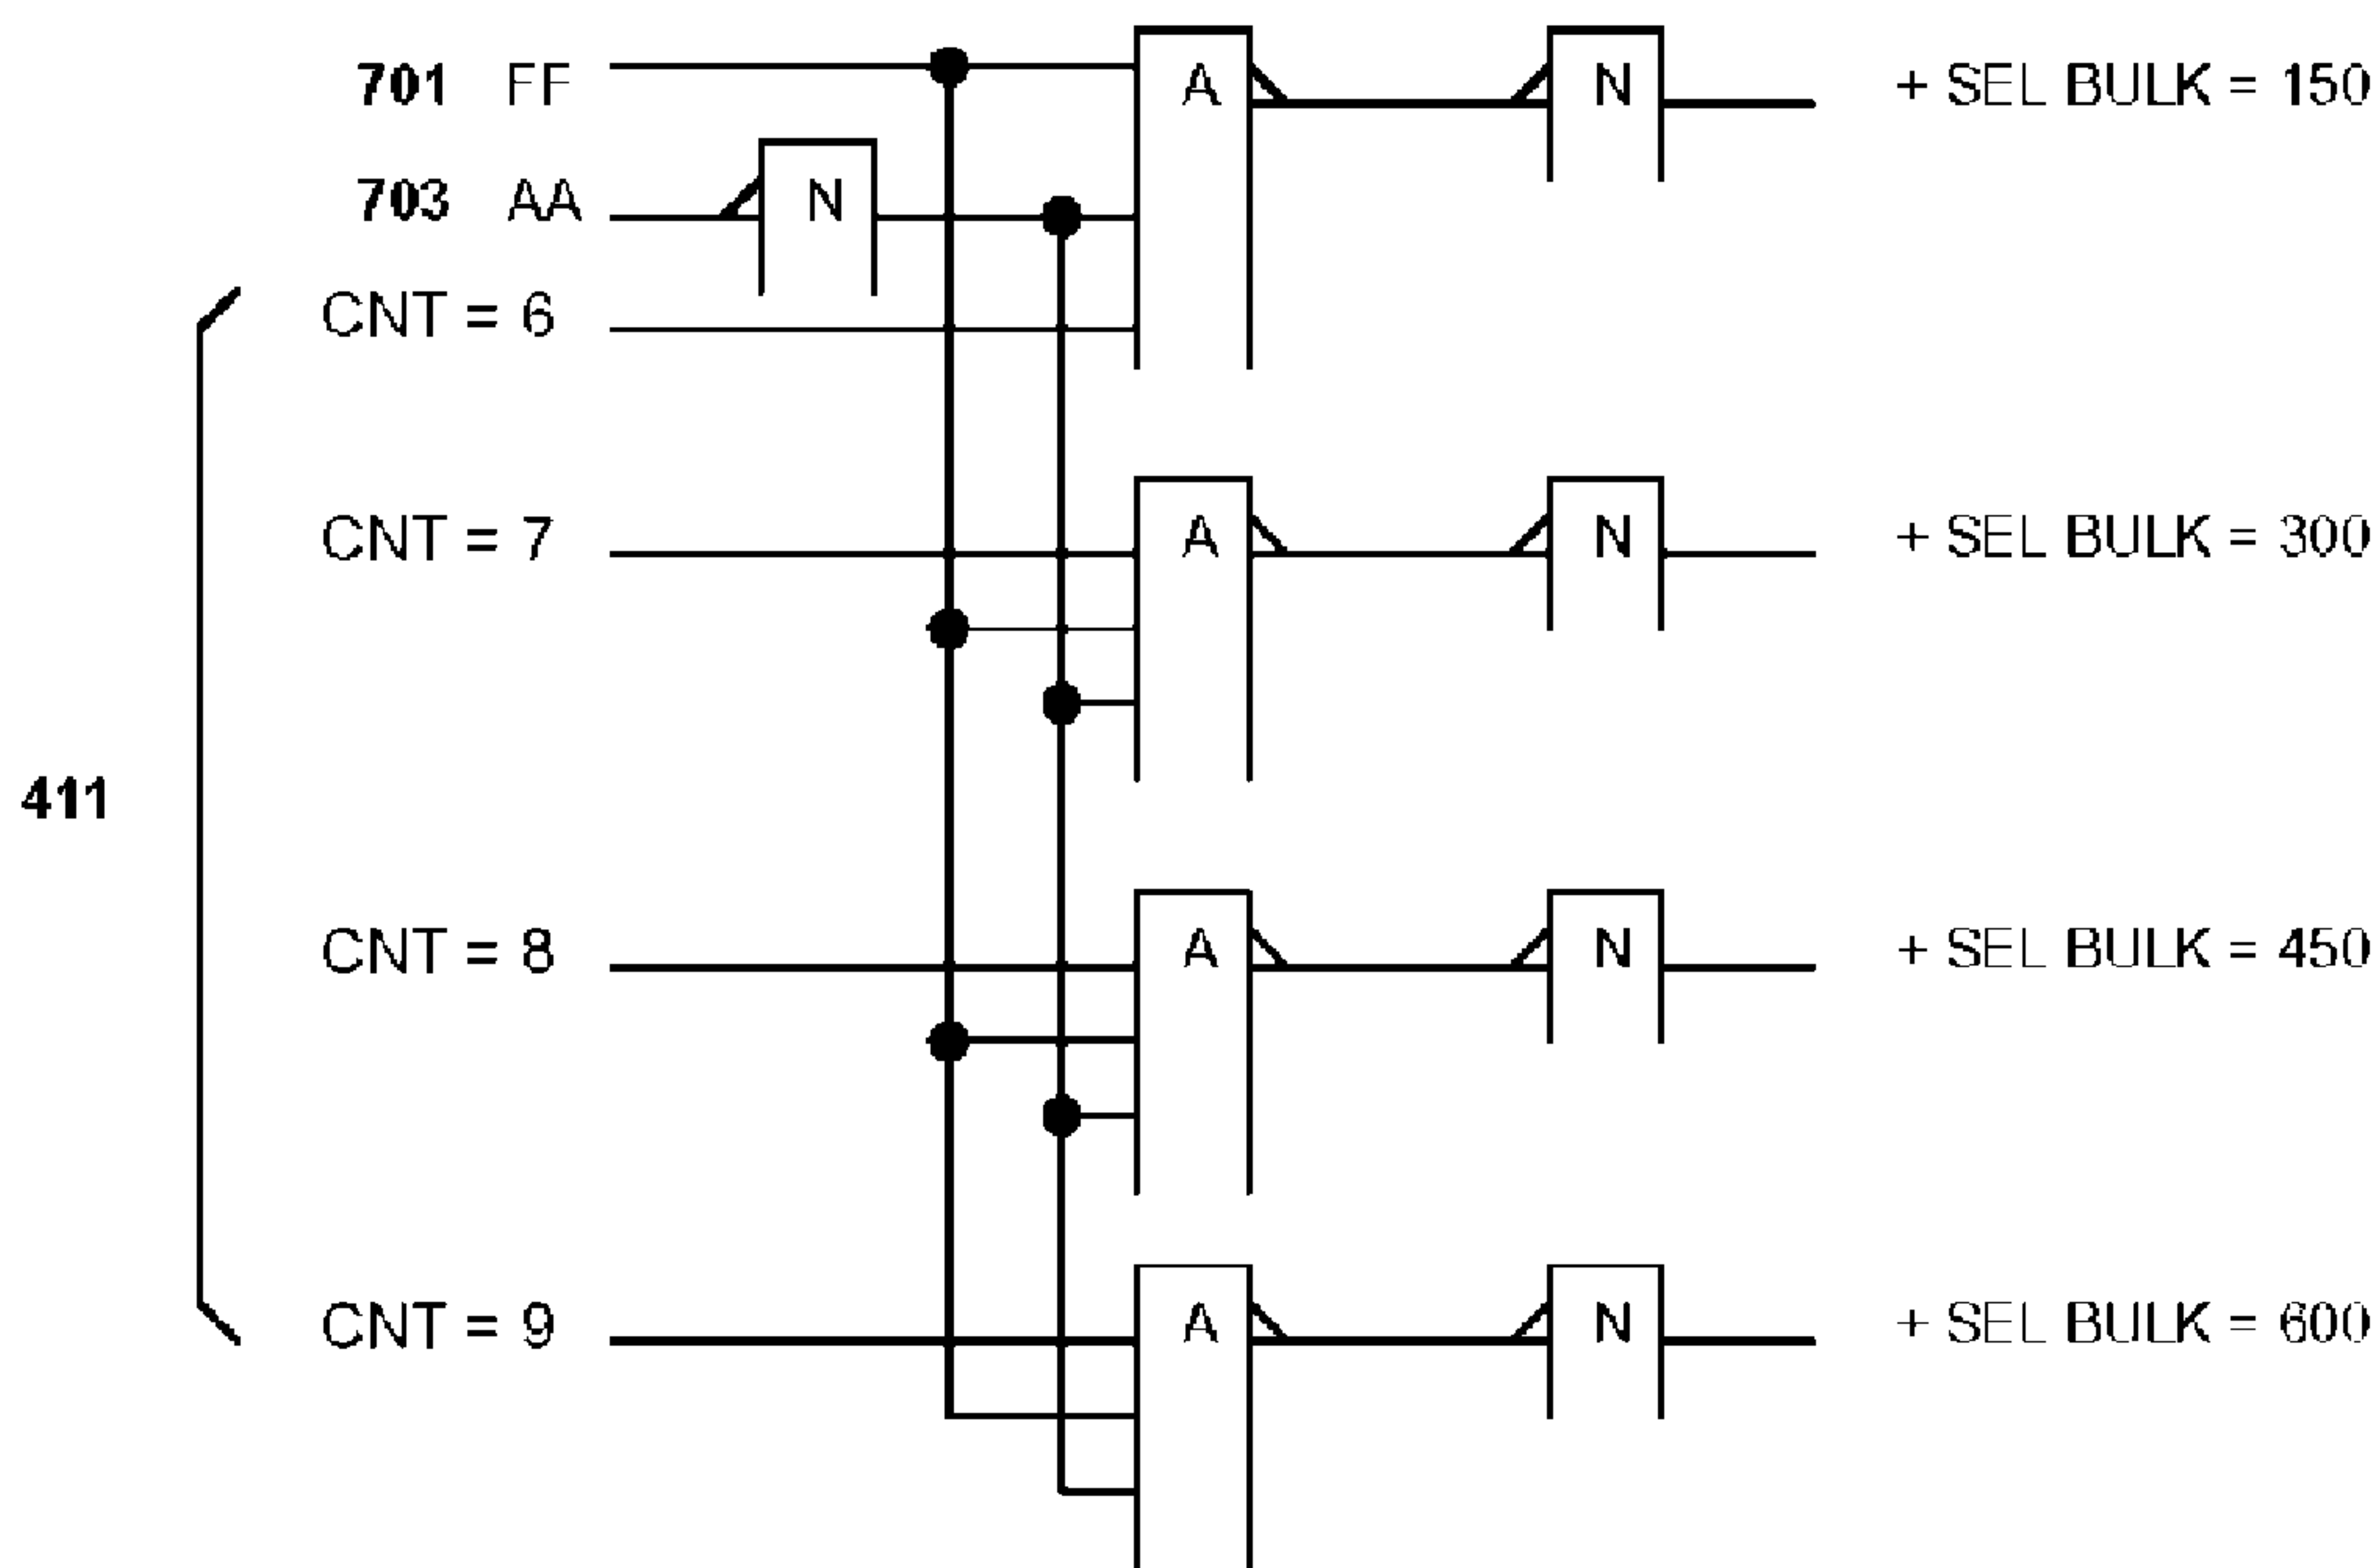 701 FF A N + SEL BULK = 150
703 AA N
CNT = 6
CNT = 7 A N + SEL BULK = 300
411
CNT = 8 A N + SEL BULK = 450
CNT = 9 A N + SEL BULK = 600